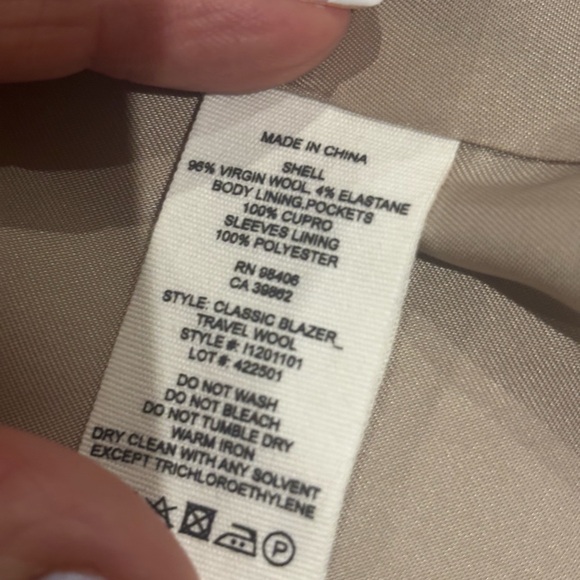 MADE IN CHINA
SHELL
96% VIRGIN WOOL, 4% ELASTANE
BODY LINING,POCKETS
100% CUPRO
SLEEVES LINING
100% POLYESTER
RN 98406
CA 39862
STYLE: CLASSIC BLAZER_
TRAVEL WOOL
STYLE #: I1201101
LOT #: 422501
DO NOT WASH
DO NOT BLEACH
DO NOT TUMBLE DRY
WARM IRON
DRY CLEAN WITH ANY SOLVENT
EXCEPT TRICHLOROETHYLENE
P